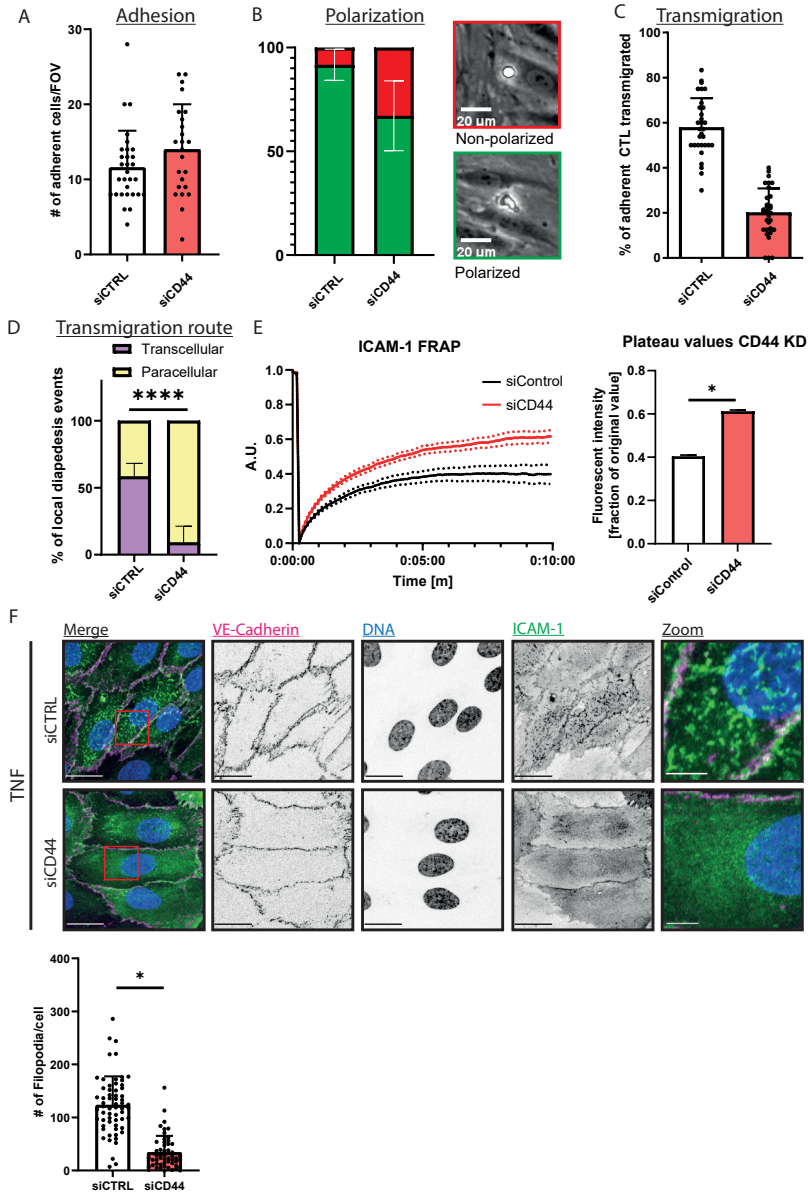 A
Adhesion
# of adherent cells/FOV
30
20
10
0
siCTRL
siCD44
B
Polarization
100
50
0
siCTRL
siCD44
20 µm
Non-polarized
20 µm
Polarized
C
Transmigration
% of adherent CTL transmigrated
100
80
60
40
20
0
siCTRL
siCD44
D
Transmigration route
Transcellular
Paracellular
****
% of local diapedesis events
100
50
0
siCTRL
siCD44
E
ICAM-1 FRAP
siControl
siCD44
A.U.
1.0
0.8
0.6
0.4
0.2
0.0
0:00:00
0:05:00
0:10:00
Time [m]
Plateau values CD44 KD
*
Fluorescent intensity
[fraction of original value]
0.8
0.6
0.4
0.2
0.0
siControl
siCD44
F
Merge
VE-Cadherin
DNA
ICAM-1
Zoom
TNF
siCTRL
siCD44
# of Filopodia/cell
400
300
200
100
0
*
siCTRL
siCD44